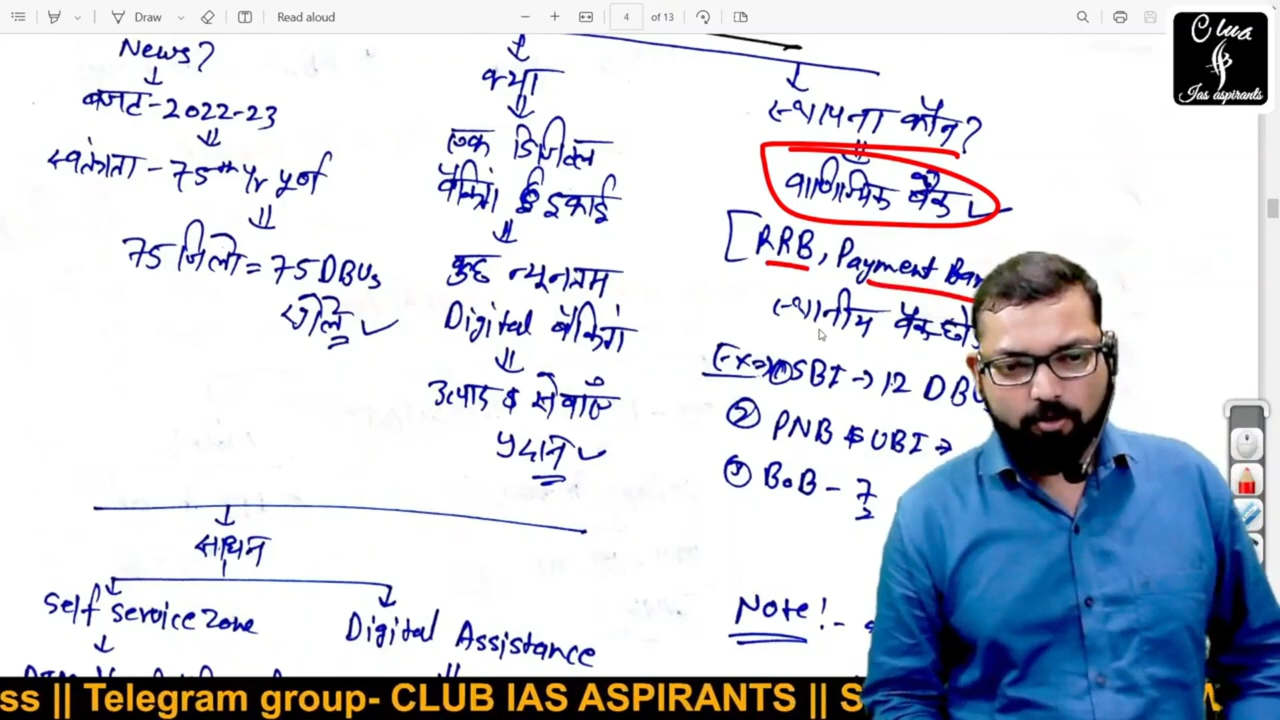 Draw
Read aloud
4 of 13
Club
Ias aspirants
News?
बजट-2022-23
स्वतंत्रता - 75th Yr of
75 जिलों = 75 DBUs
खोले
क्या
एक डिजिटल
बैंकिंग इकाई
कुछ न्यूनतम
Digital बैंकिंग
उत्पाद & सेवाएँ
प्रदान
स्थापना कौन?
वाणिज्यिक बैंक
[RRB, Payment Ban
स्थानीय बैंक छो
Ex=> ① SBI → 12 DBU
② PNB & UBI →
③ BoB - 7
साधन
Self Service Zone
Digital Assistance
Note!-
ss || Telegram group- CLUB IAS ASPIRANTS || S